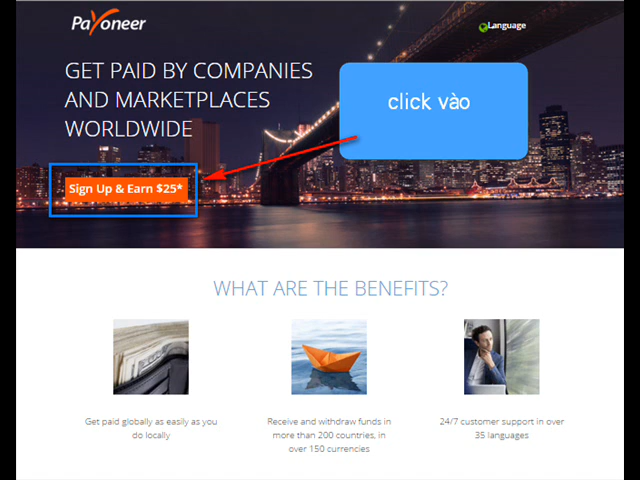 Payoneer
Language
GET PAID BY COMPANIES
AND MARKETPLACES
WORLDWIDE
click vào
Sign Up & Earn $25*
WHAT ARE THE BENEFITS?
Get paid globally as easily as you
do locally
Receive and withdraw funds in
more than 200 countries, in
over 150 currencies
24/7 customer support in over
35 languages